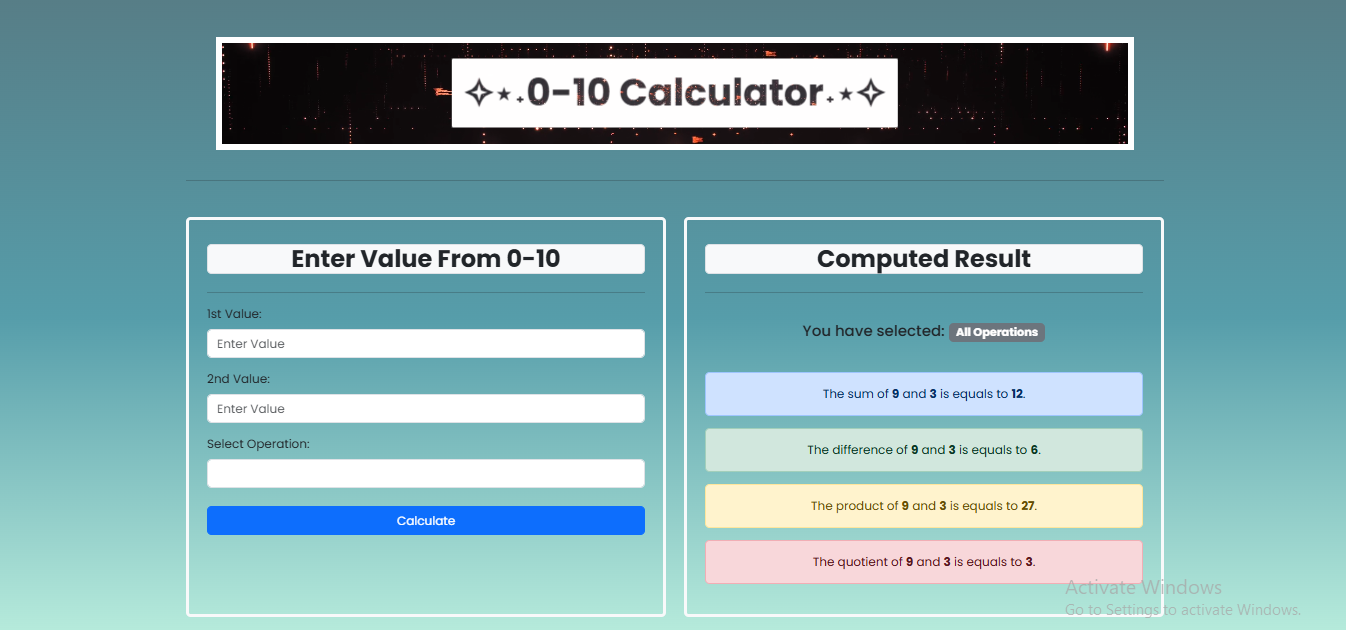 ✧⋆˖0-10 Calculator˖⋆✧
Enter Value From 0-10
1st Value:
Enter Value
2nd Value:
Enter Value
Select Operation:
Calculate
Computed Result
You have selected: All Operations
The sum of 9 and 3 is equals to 12.
The difference of 9 and 3 is equals to 6.
The product of 9 and 3 is equals to 27.
The quotient of 9 and 3 is equals to 3.
Activate Windows
Go to Settings to activate Windows.